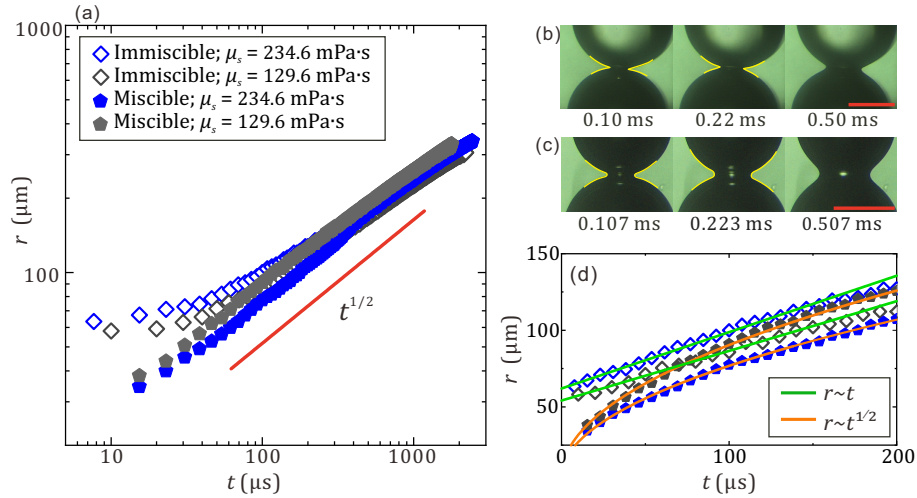 (a)
Immiscible; μₛ = 234.6 mPa·s
Immiscible; μₛ = 129.6 mPa·s
Miscible; μₛ = 234.6 mPa·s
Miscible; μₛ = 129.6 mPa·s
1000
100
r (μm)
t^1/2
10 100 1000
t (μs)
(b)
0.10 ms 0.22 ms 0.50 ms
(c)
0.107 ms 0.223 ms 0.507 ms
(d)
150
100
50
r (μm)
r~t
r~t^1/2
0 100 200
t (μs)